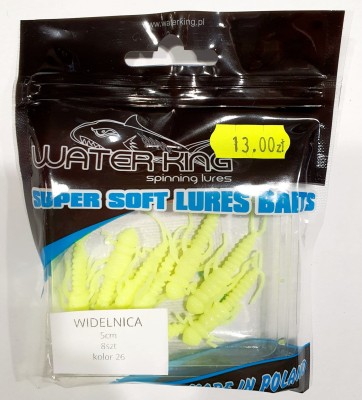 www.waterking.pl
13.00zł
WATER KING
spinning lures
SUPER SOFT LURES BAITS
WIDELNICA
5cm
8szt
kolor 26
MADE IN POLAND